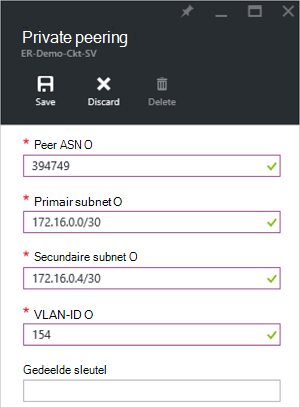 Private peering
ER-Demo-Ckt-SV
Save Discard Delete
* Peer ASN O
394749
* Primair subnet O
172.16.0.0/30
* Secundaire subnet O
172.16.0.4/30
* VLAN-ID O
154
Gedeelde sleutel